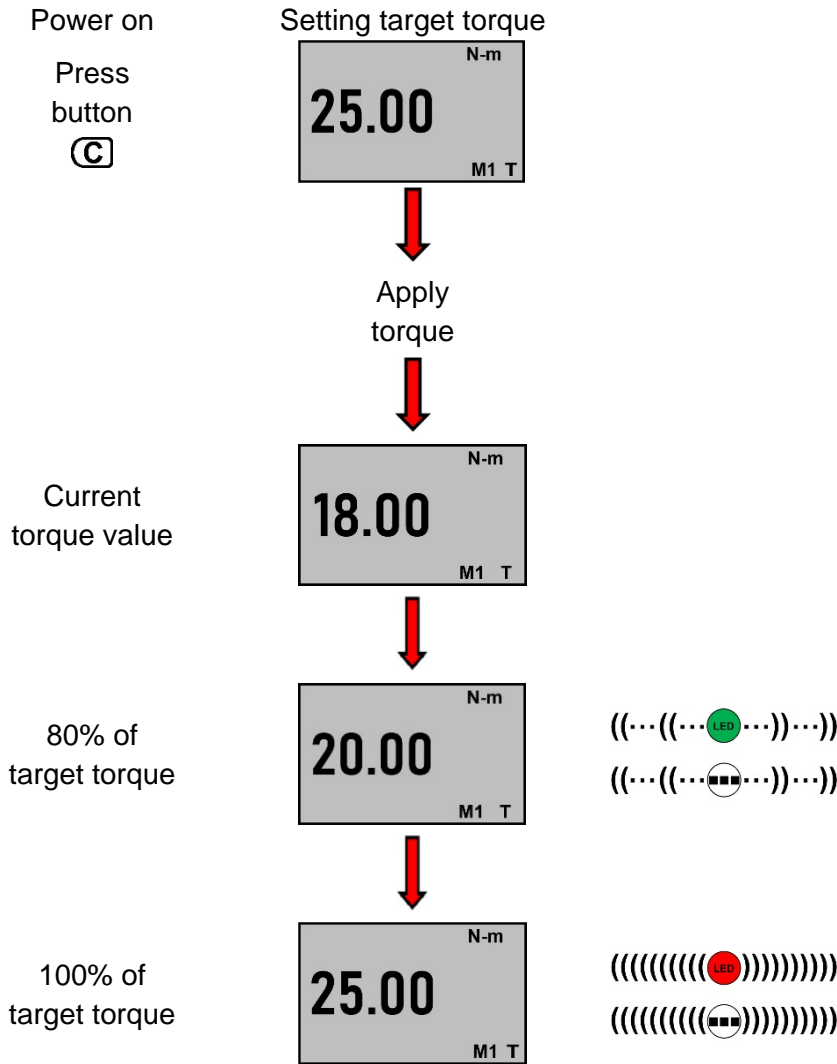 Power on
Setting target torque
Press
button
C
N-m
25.00
M1 T
Apply
torque
Current
torque value
N-m
18.00
M1 T
80% of
target torque
N-m
20.00
M1 T
((···((···LED···))···))
((···((···■■■···))···))
100% of
target torque
N-m
25.00
M1 T
((((((((((LED))))))))))
((((((((((■■■))))))))))